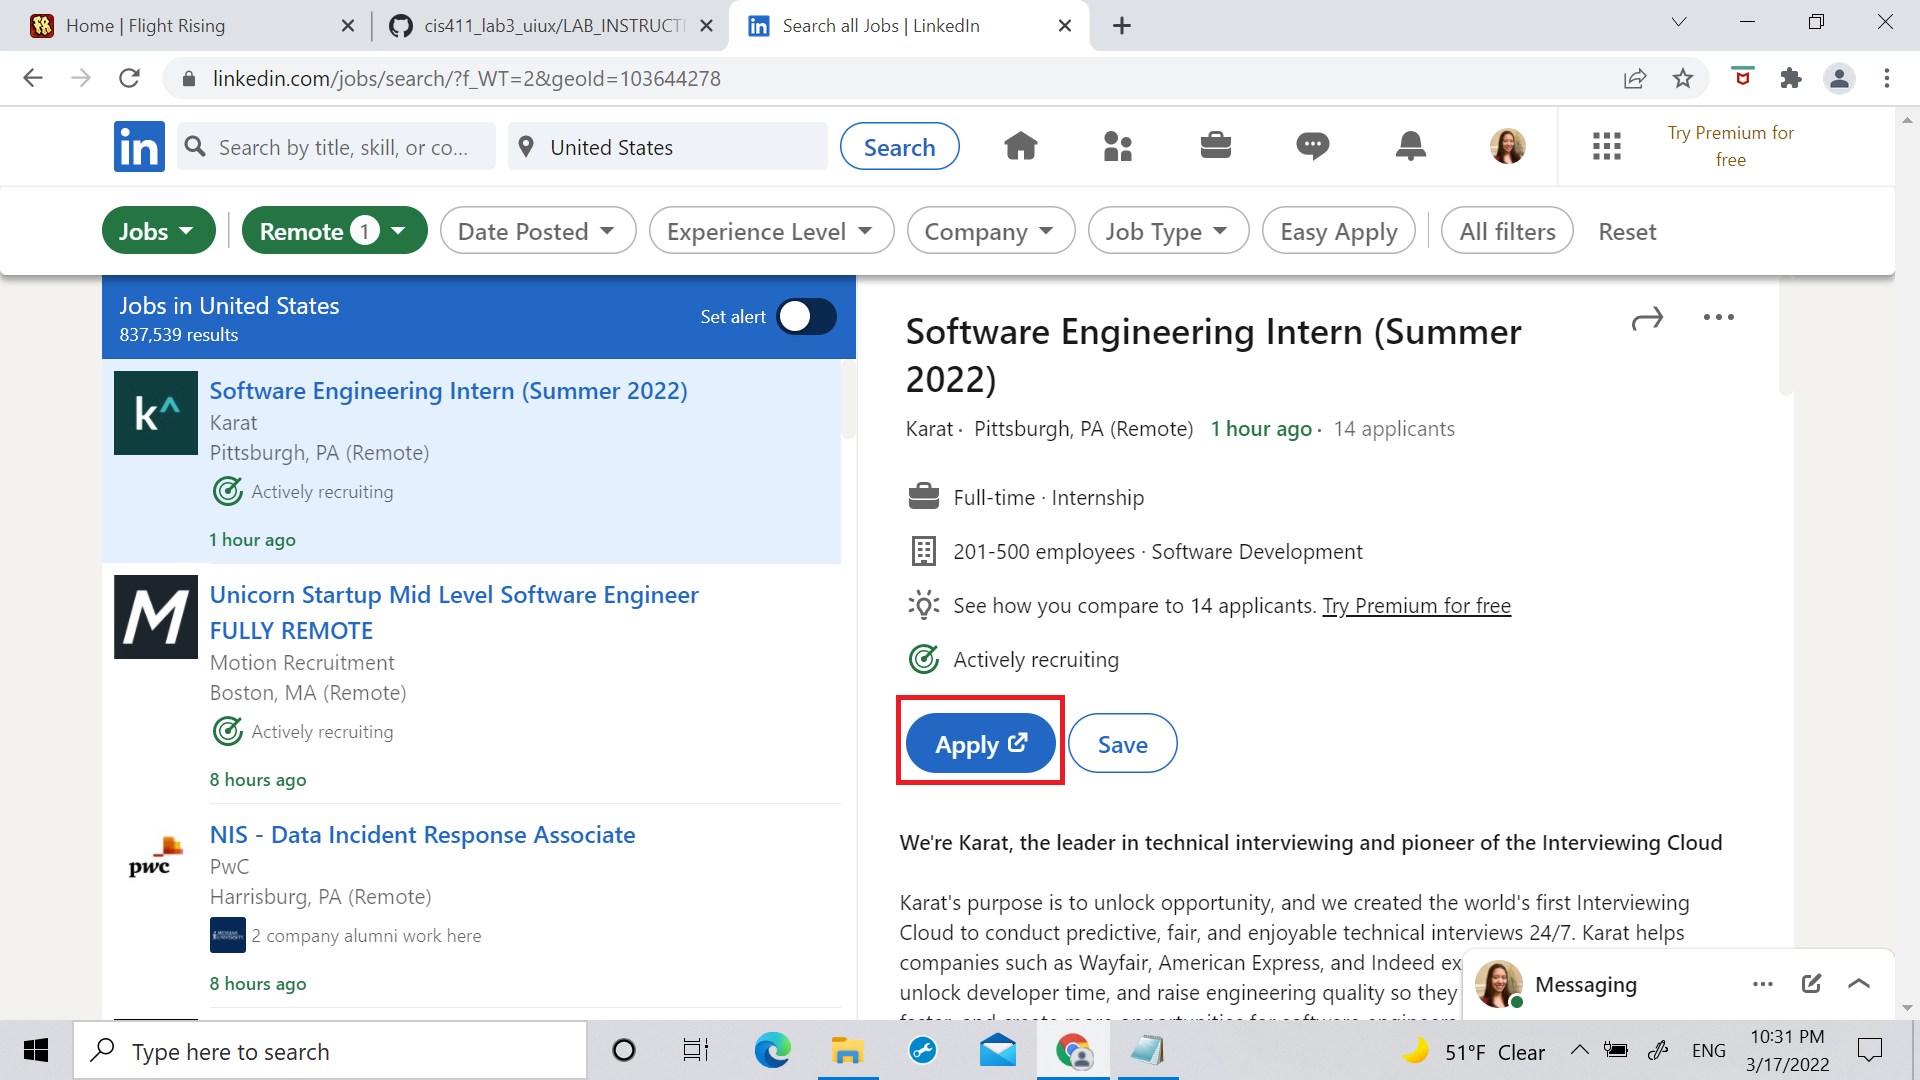 Home | Flight Rising
cis411_lab3_uiux/LAB_INSTRUCTI
Search all Jobs | LinkedIn
linkedin.com/jobs/search/?f_WT=2&geoId=103644278
in
Search by title, skill, or co...
United States
Search
Try Premium for
free
Jobs
Remote 1
Date Posted
Experience Level
Company
Job Type
Easy Apply
All filters
Reset
Jobs in United States
837,539 results
Set alert
k^
Software Engineering Intern (Summer 2022)
Karat
Pittsburgh, PA (Remote)
Actively recruiting
1 hour ago
M
Unicorn Startup Mid Level Software Engineer
FULLY REMOTE
Motion Recruitment
Boston, MA (Remote)
Actively recruiting
8 hours ago
pwc
NIS - Data Incident Response Associate
PwC
Harrisburg, PA (Remote)
2 company alumni work here
8 hours ago
Software Engineering Intern (Summer
2022)
Karat · Pittsburgh, PA (Remote) 1 hour ago · 14 applicants
Full-time · Internship
201-500 employees · Software Development
See how you compare to 14 applicants. Try Premium for free
Actively recruiting
Apply
Save
We're Karat, the leader in technical interviewing and pioneer of the Interviewing Cloud
Karat's purpose is to unlock opportunity, and we created the world's first Interviewing
Cloud to conduct predictive, fair, and enjoyable technical interviews 24/7. Karat helps
companies such as Wayfair, American Express, and Indeed ex
unlock developer time, and raise engineering quality so they
faster, and create more opportunities for software engineers
Messaging
Type here to search
51°F Clear
ENG
10:31 PM
3/17/2022